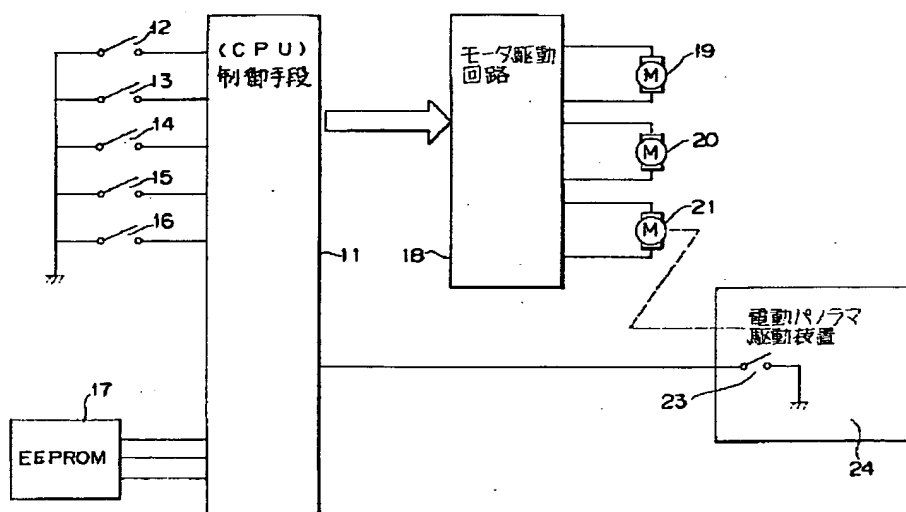 12
13
14
15
16
(CPU)
制御手段
11
17
EEPROM
モータ駆動
回路
18
M
19
M
20
M
21
電動パノラマ
駆動装置
23
24